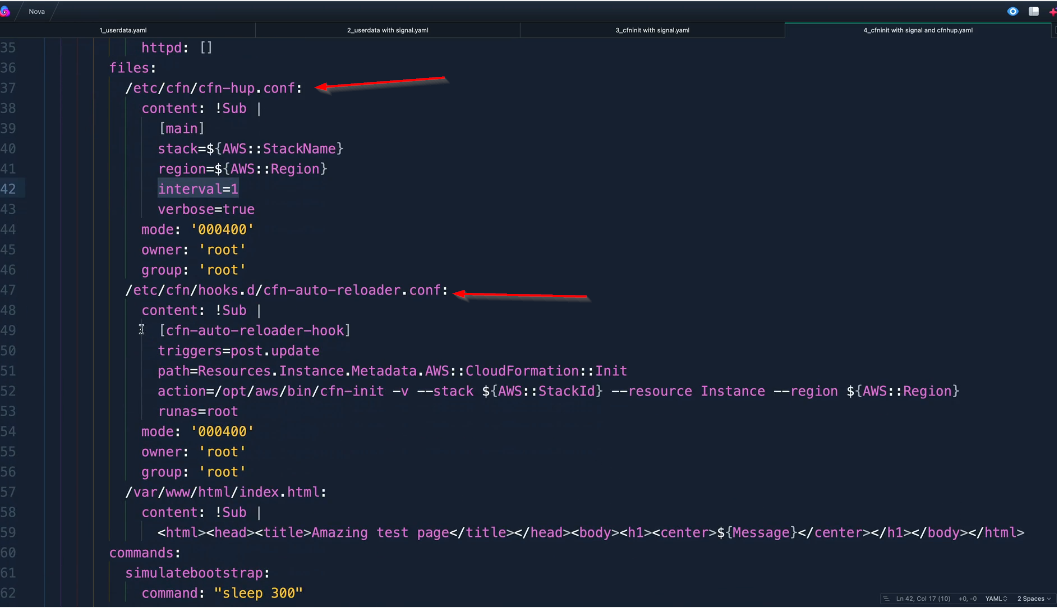 Nova
1_userdata.yaml
2_userdata with signal.yaml
3_cfninit with signal.yaml
4_cfninit with signal and cfnhup.yaml
35 httpd: []
36 files:
37 /etc/cfn/cfn-hup.conf:
38 content: !Sub |
39 [main]
40 stack=${AWS::StackName}
41 region=${AWS::Region}
42 interval=1
43 verbose=true
44 mode: '000400'
45 owner: 'root'
46 group: 'root'
47 /etc/cfn/hooks.d/cfn-auto-reloader.conf:
48 content: !Sub |
49 [cfn-auto-reloader-hook]
50 triggers=post.update
51 path=Resources.Instance.Metadata.AWS::CloudFormation::Init
52 action=/opt/aws/bin/cfn-init -v --stack ${AWS::StackId} --resource Instance --region ${AWS::Region}
53 runas=root
54 mode: '000400'
55 owner: 'root'
56 group: 'root'
57 /var/www/html/index.html:
58 content: !Sub |
59 <html><head><title>Amazing test page</title></head><body><h1><center>${Message}</center></h1></body></html>
60 commands:
61 simulatebootstrap:
62 command: "sleep 300"
Ln 42, Col 17 (10) +0, -0 YAML 2 Spaces